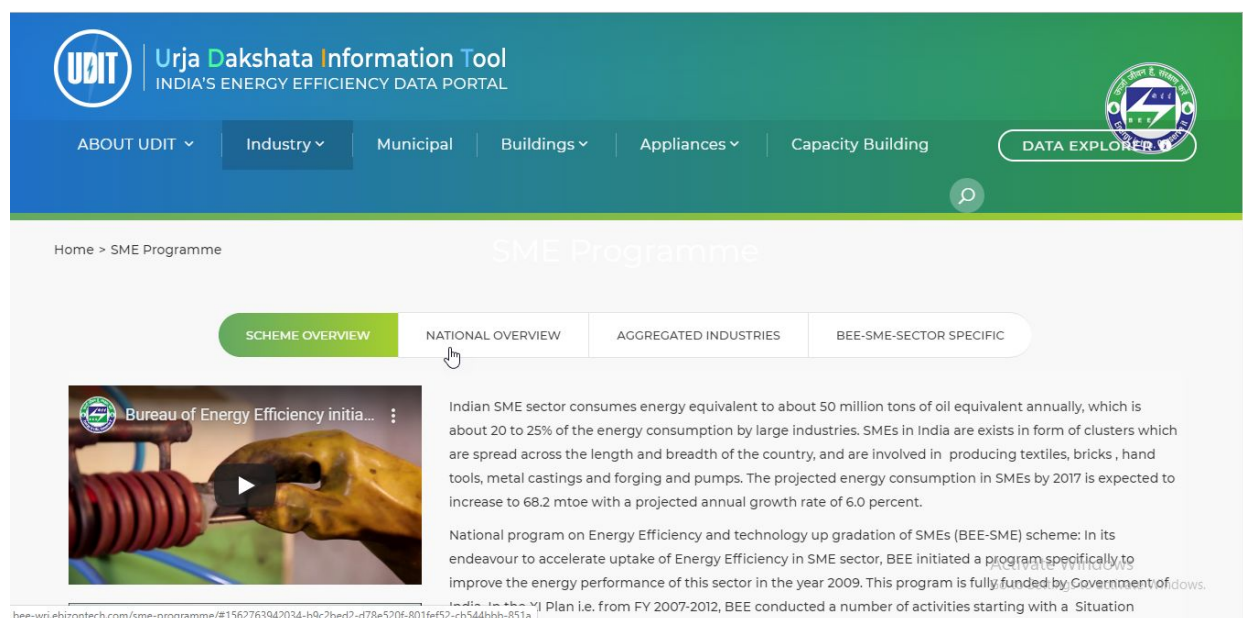 UDIT
Urja Dakshata Information Tool
INDIA'S ENERGY EFFICIENCY DATA PORTAL
ABOUT UDIT
Industry
Municipal
Buildings
Appliances
Capacity Building
DATA EXPLORER
Home > SME Programme
SME Programme
SCHEME OVERVIEW
NATIONAL OVERVIEW
AGGREGATED INDUSTRIES
BEE-SME-SECTOR SPECIFIC
Bureau of Energy Efficiency initia...
Indian SME sector consumes energy equivalent to about 50 million tons of oil equivalent annually, which is
about 20 to 25% of the energy consumption by large industries. SMEs in India are exists in form of clusters which
are spread across the length and breadth of the country, and are involved in producing textiles, bricks , hand
tools, metal castings and forging and pumps. The projected energy consumption in SMEs by 2017 is expected to
increase to 68.2 mtoe with a projected annual growth rate of 6.0 percent.
National program on Energy Efficiency and technology up gradation of SMEs (BEE-SME) scheme: In its
endeavour to accelerate uptake of Energy Efficiency in SME sector, BEE initiated a program specifically to
Activate Windows
improve the energy performance of this sector in the year 2009. This program is fully funded by Government of
Go to Settings to activate Windows.
India. In the XI Plan i.e. from FY 2007-2012, BEE conducted a number of activities starting with a Situation